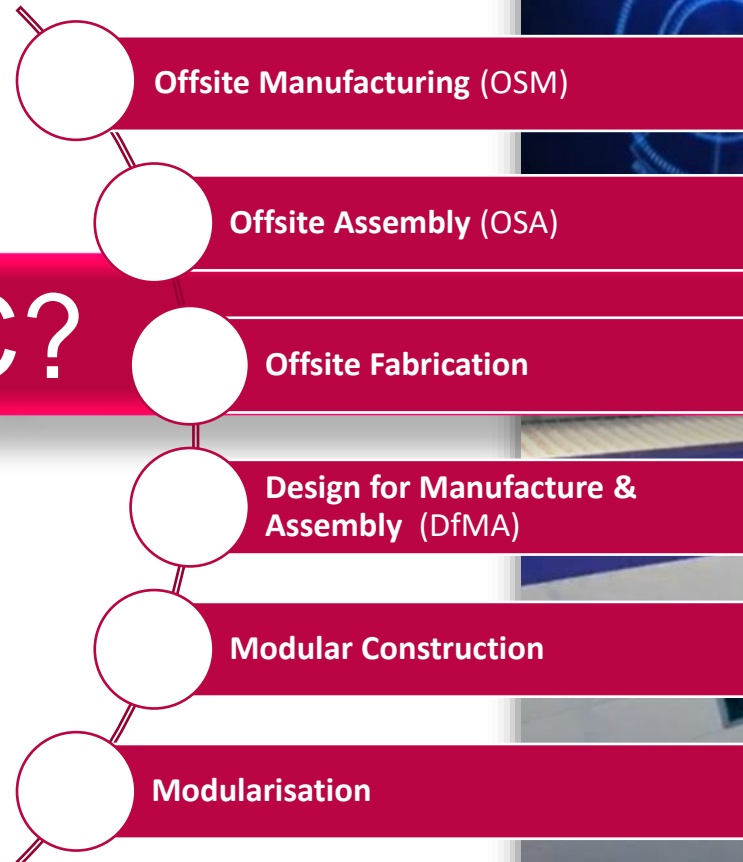 Offsite Manufacturing (OSM)
Offsite Assembly (OSA)
C?
Offsite Fabrication
Design for Manufacture &
Assembly (DfMA)
Modular Construction
Modularisation